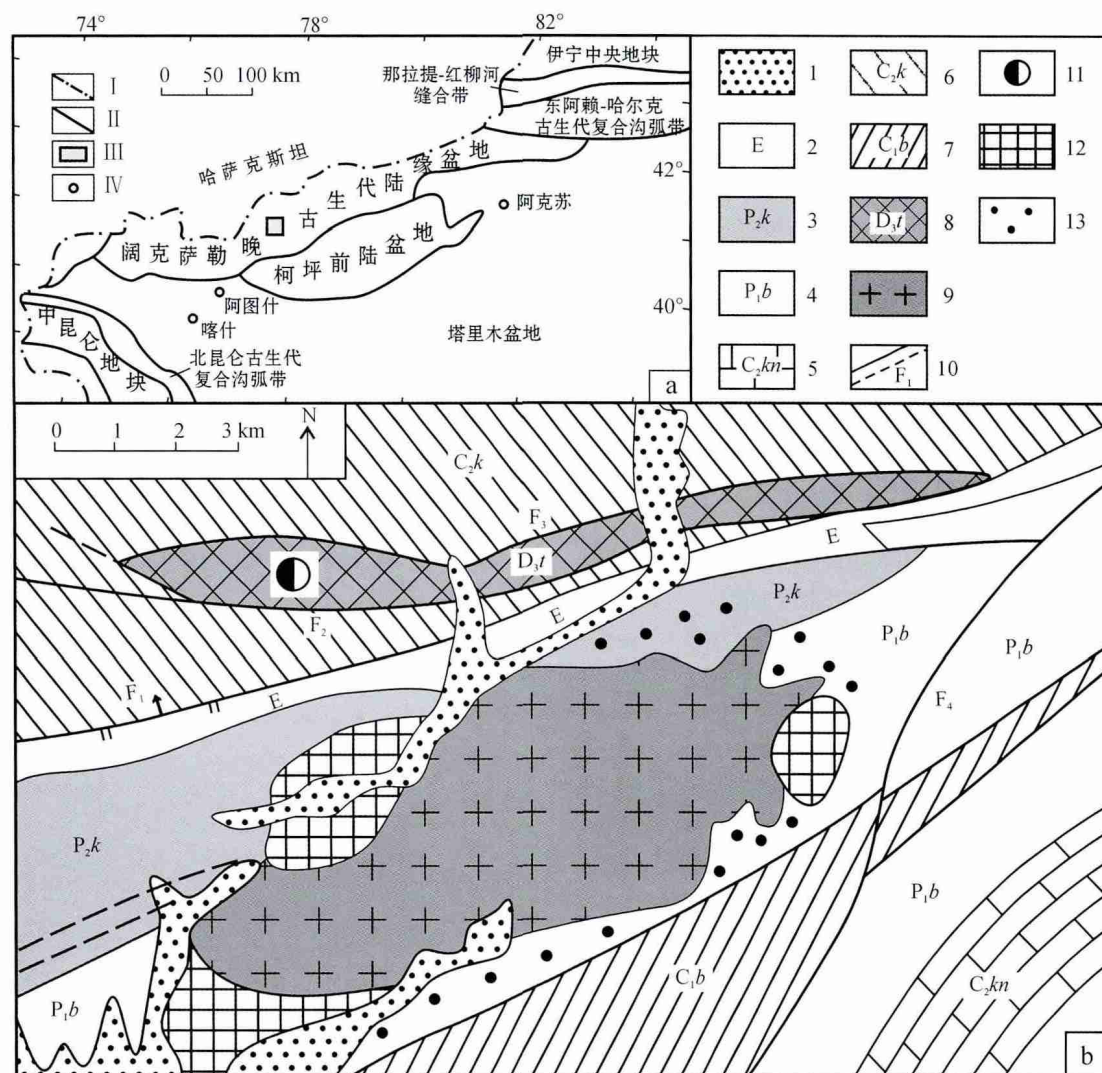 74°
78°
82°
0 50 100 km
I
II
III
IV
伊宁中央地块
那拉提-红柳河
缝合带
东阿赖-哈尔克
古生代复合沟弧带
哈萨克斯坦
阔克萨勒晚古生代陆缘盆地
42°
阿克苏
柯坪前陆盆地
阿图什
喀什
40°
塔里木盆地
中昆仑地块
北昆仑古生代
复合沟弧带
a
1
E 2
P₂k 3
P₁b 4
C₂kn 5
C₂k 6
C₁b 7
D₃t 8
9
F₁ 10
11
12
13
0 1 2 3 km
N
C₂k
F₃
D₃t
E
F₂
P₂k
E
P₁b
P₁b
F₁
E
F₄
P₂k
P₁b
P₁b
C₁b
C₂kn
b